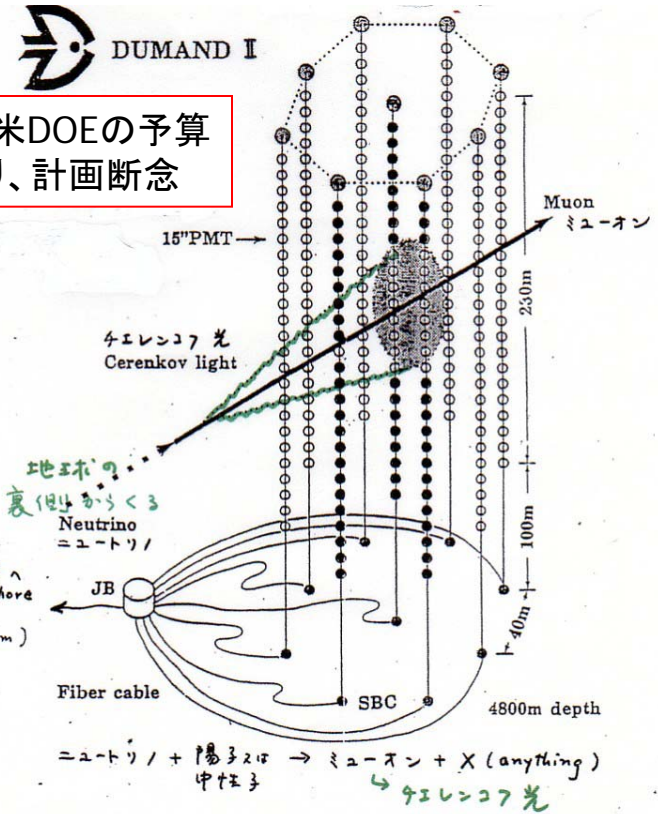 DUMAND II
米DOEの予算
、計画断念
15"PMT
Muon
ミューオン
250m
チェレンコフ光
Cerenkov light
地球の
裏側からくる
Neutrino
ニュートリノ
100m
へ
hore
JB
40m
m)
Fiber cable
SBC
4800m depth
ニュートリノ + 陽子又は → ミューオン + X (anything)
中性子
チェレンコフ光